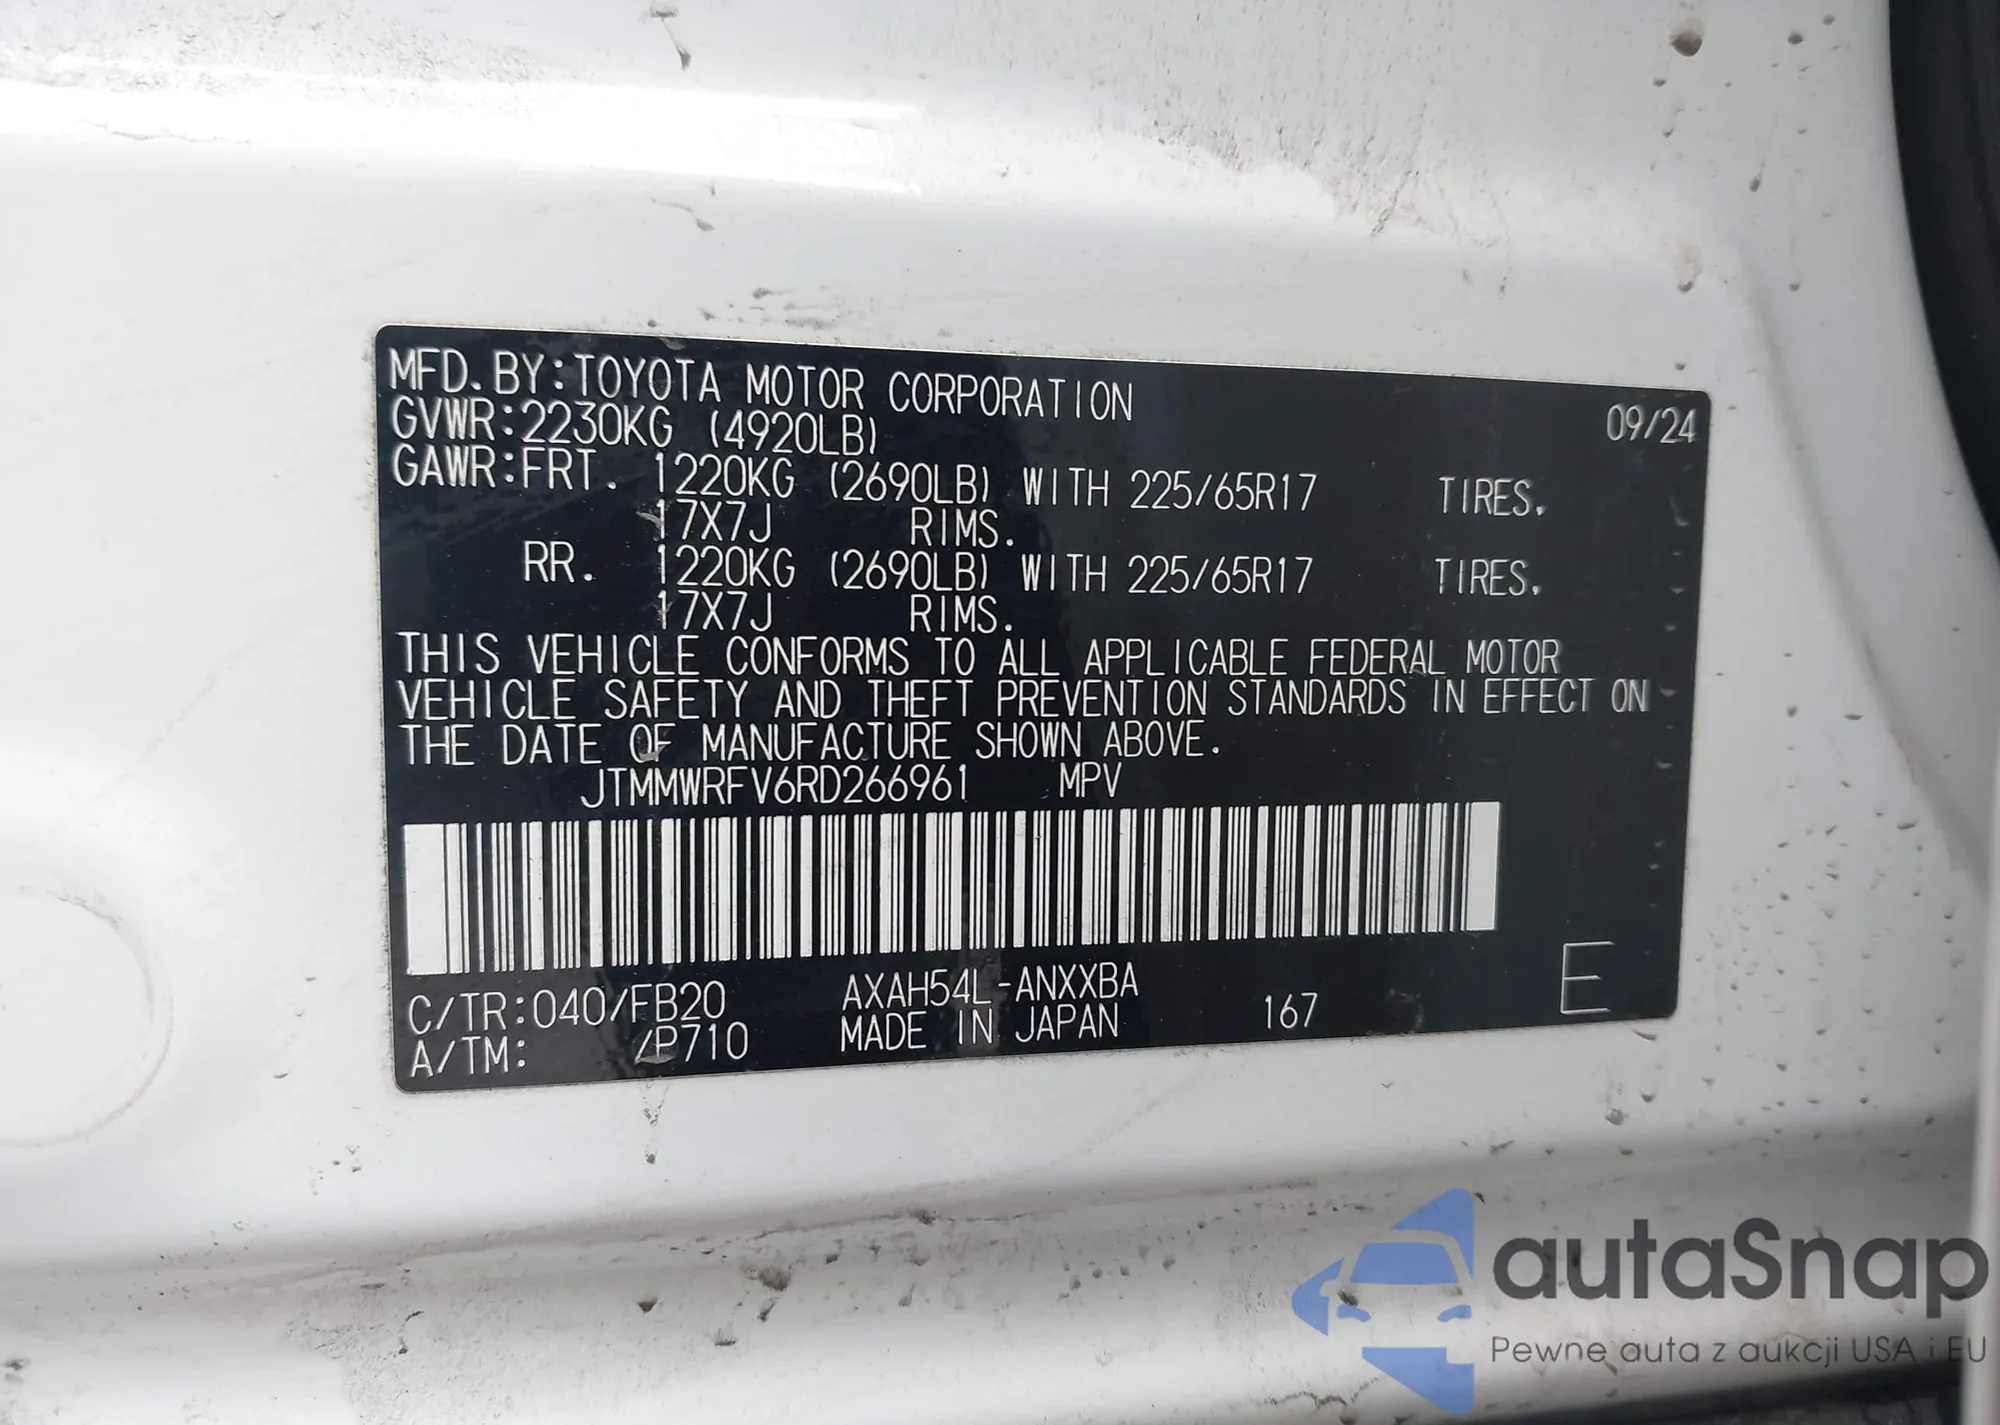 MFD. BY:TOYOTA MOTOR CORPORATION 09/24
GVWR:2230KG (4920LB)
GAWR:FRT. 1220KG (2690LB) WITH 225/65R17 TIRES.
17X7J RIMS.
RR. 1220KG (2690LB) WITH 225/65R17 TIRES.
17X7J RIMS.
THIS VEHICLE CONFORMS TO ALL APPLICABLE FEDERAL MOTOR
VEHICLE SAFETY AND THEFT PREVENTION STANDARDS IN EFFECT ON
THE DATE OF MANUFACTURE SHOWN ABOVE.
JTMMWRFV6RD266961 MPV
C/TR:040/FB20 AXAH54L-ANXXBA
A/TM: /P710 MADE IN JAPAN 167 E
autaSnap
Pewne auta z aukcji USA i EU